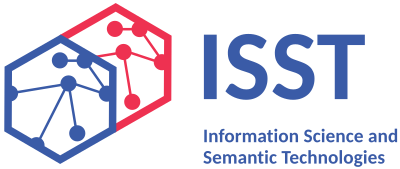 ISST
Information Science and
Semantic Technologies